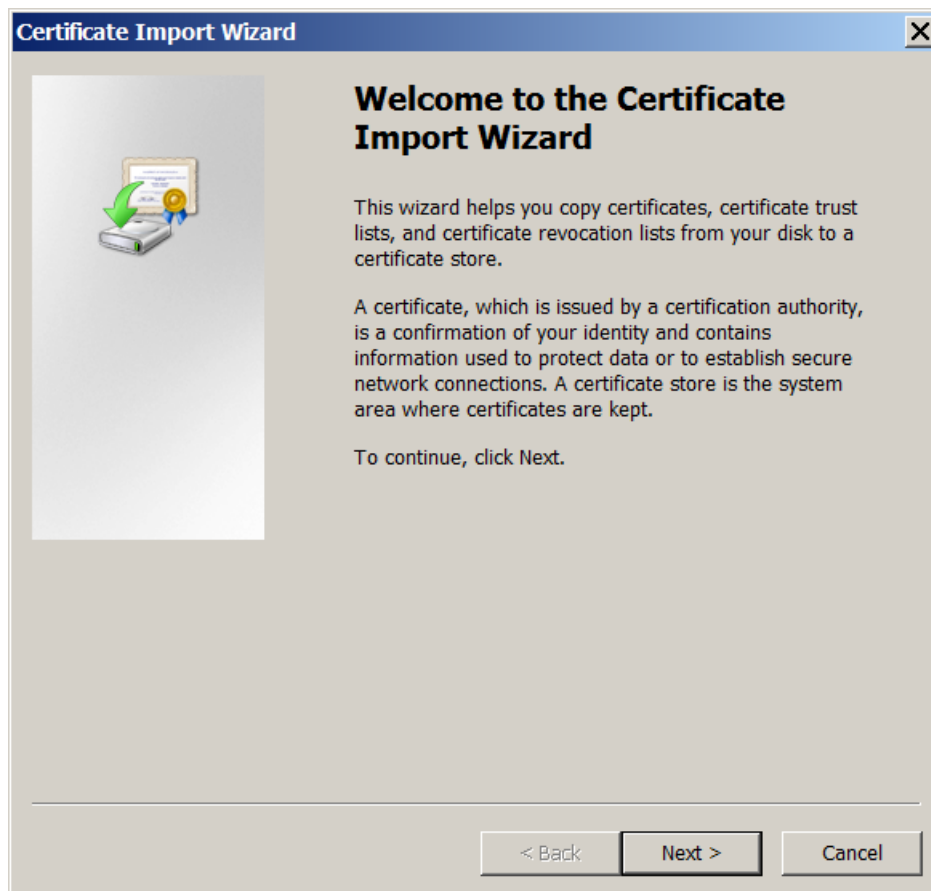 Certificate Import Wizard
Welcome to the Certificate
Import Wizard
This wizard helps you copy certificates, certificate trust
lists, and certificate revocation lists from your disk to a
certificate store.
A certificate, which is issued by a certification authority,
is a confirmation of your identity and contains
information used to protect data or to establish secure
network connections. A certificate store is the system
area where certificates are kept.
To continue, click Next.
< Back Next > Cancel